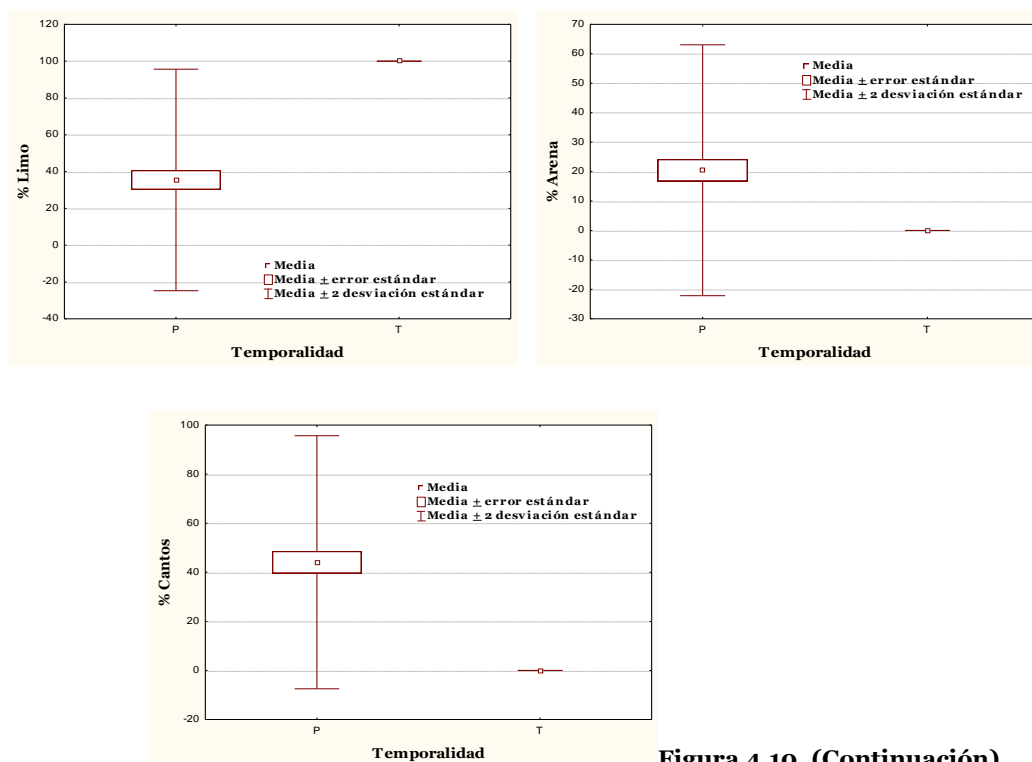 120
100
80
60
40
20
0
-20
-40
% Limo
Media
Media ± error estándar
Media ± 2 desviación estándar
P T
Temporalidad
70
60
50
40
30
20
10
0
-10
-20
-30
% Arena
Media
Media ± error estándar
Media ± 2 desviación estándar
P T
Temporalidad
100
80
60
40
20
0
-20
% Cantos
Media
Media ± error estándar
Media ± 2 desviación estándar
P T
Temporalidad
Figura 4.10. (Continuación)